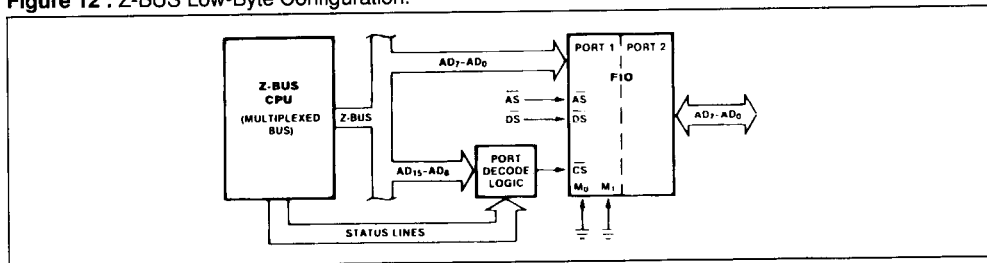 Figure 12 : Z-BUS Low-Byte Configuration.
PORT 1 PORT 2
FIO
Z-BUS
CPU
(MULTIPLEXED
BUS)
Z-BUS
AD7-AD0
AS AS
DS DS
AD7-AD0
AD15-AD8
PORT
DECODE
LOGIC
CS
M0 M1
STATUS LINES